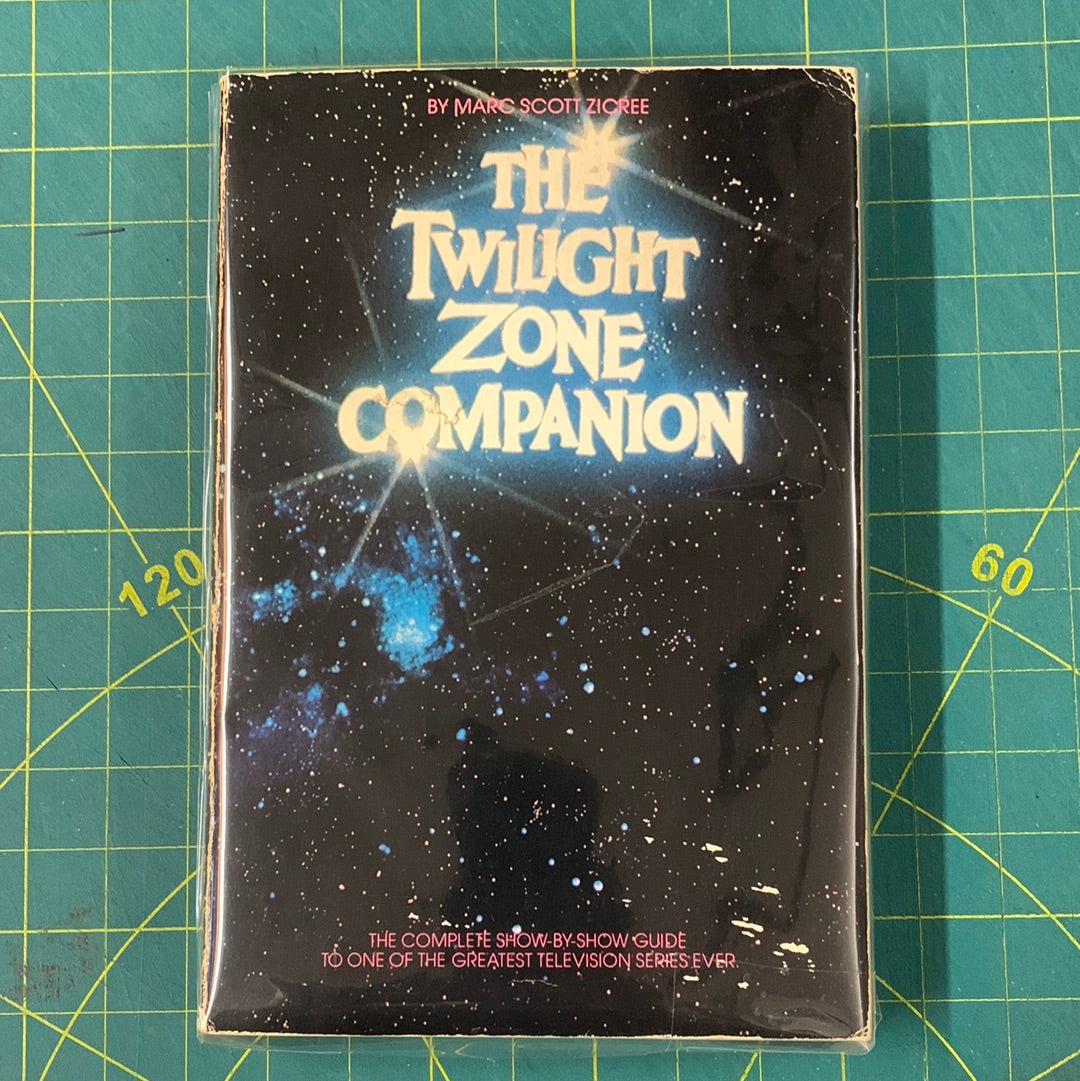 BY MARC SCOTT ZICREE
THE
TWILIGHT
ZONE
COMPANION
120
60
THE COMPLETE SHOW-BY-SHOW GUIDE
TO ONE OF THE GREATEST TELEVISION SERIES EVER.